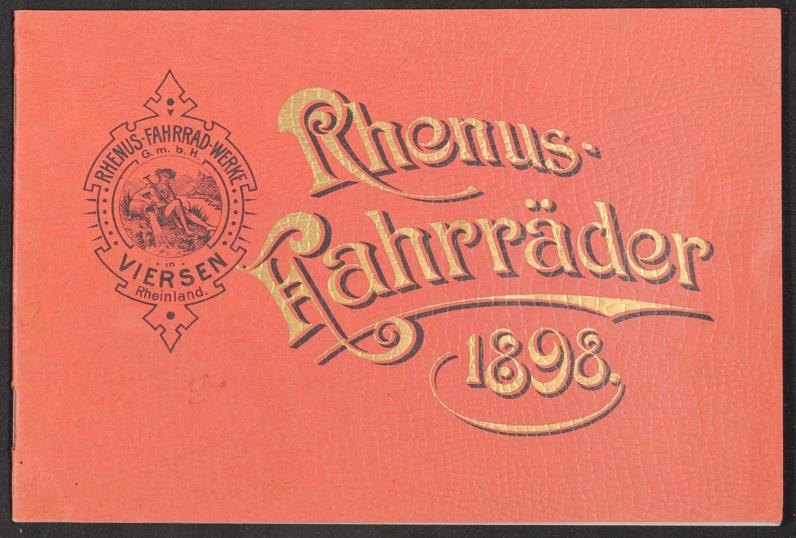 RHENUS-FAHRRAD-WERKE
G. m. b. H.
in
VIERSEN
Rheinland.
Rhenus-
Fahrräder
1898.